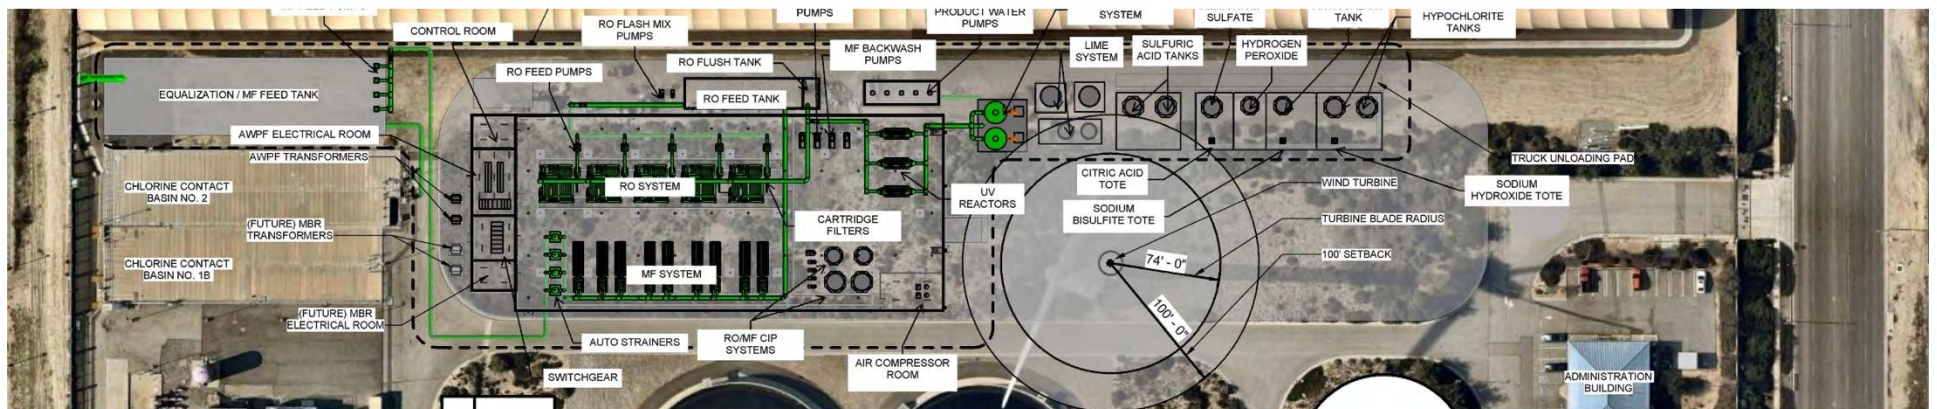 CONTROL ROOM
RO FLASH MIX
PUMPS
PUMPS
PRODUCT WATER
PUMPS
SYSTEM
SULFATE
TANK
HYPOCHLORITE
TANKS
RO FEED PUMPS
RO FLUSH TANK
MF BACKWASH
PUMPS
LIME
SYSTEM
SULFURIC
ACID TANKS
HYDROGEN
PEROXIDE
EQUALIZATION / MF FEED TANK
RO FEED TANK
AWPF ELECTRICAL ROOM
AWPF TRANSFORMERS
CHLORINE CONTACT
BASIN NO. 2
RO SYSTEM
UV
REACTORS
CITRIC ACID
TOTE
WIND TURBINE
TRUCK UNLOADING PAD
SODIUM
HYDROXIDE TOTE
(FUTURE) MBR
TRANSFORMERS
CARTRIDGE
FILTERS
SODIUM
BISULFITE TOTE
TURBINE BLADE RADIUS
CHLORINE CONTACT
BASIN NO. 1B
MF SYSTEM
74' - 0"
100' SETBACK
100' - 0"
(FUTURE) MBR
ELECTRICAL ROOM
AUTO STRAINERS
RO/MF CIP
SYSTEMS
AIR COMPRESSOR
ROOM
SWITCHGEAR
ADMINISTRATION
BUILDING